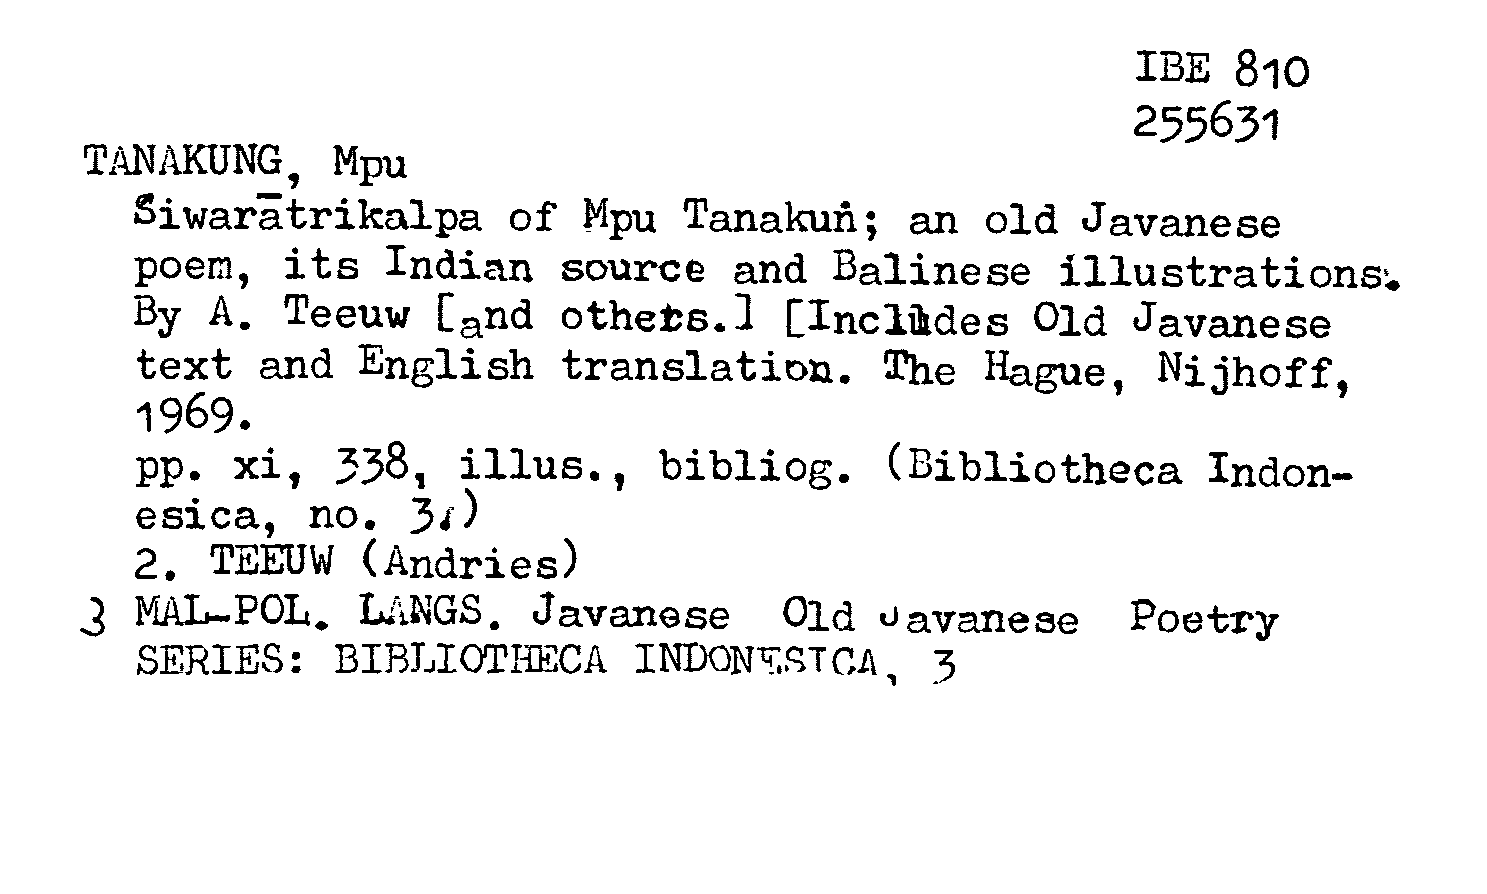 IBE 810
255631
TANAKUNG, Mpu
Śiwarātrikalpa of Mpu Tanakuṅ; an old Javanese
poem, its Indian source and Balinese illustrations.
By A. Teeuw [and others.] [Includes Old Javanese
text and English translation. The Hague, Nijhoff,
1969.
pp. xi, 338, illus., bibliog. (Bibliotheca Indon-
esica, no. 3.)
2. TEEUW (Andries)
3 MAL-POL. LANGS. Javanese Old Javanese Poetry
SERIES: BIBLIOTHECA INDONESICA, 3